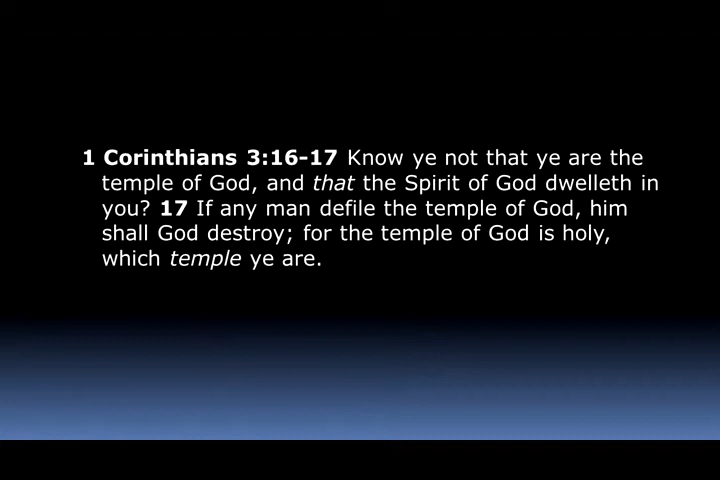 1 Corinthians 3:16-17 Know ye not that ye are the
temple of God, and that the Spirit of God dwelleth in
you? 17 If any man defile the temple of God, him
shall God destroy; for the temple of God is holy,
which temple ye are.